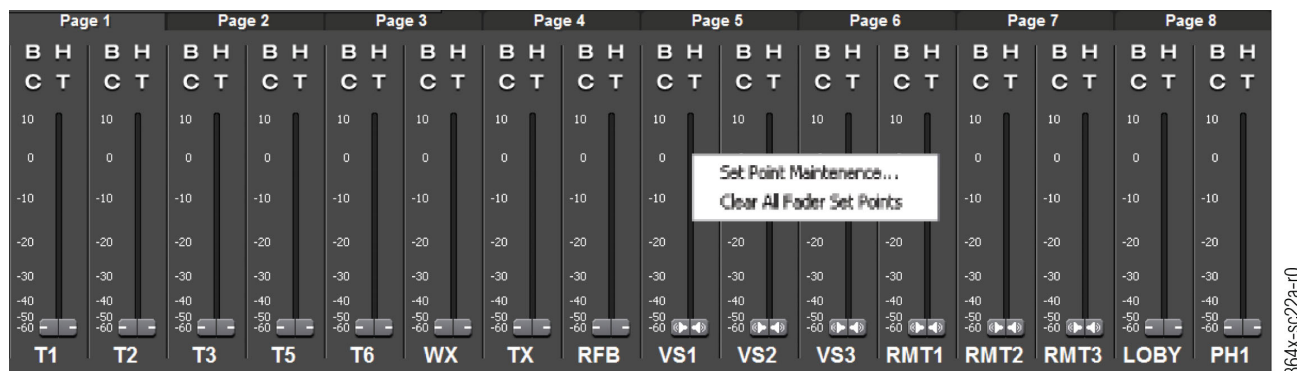 Page 1 Page 2 Page 3 Page 4 Page 5 Page 6 Page 7 Page 8
B H B H B H B H B H B H B H B H B H B H B H B H B H B H B H B H
C T C T C T C T C T C T C T C T C T C T C T C T C T C T C T C T
10 10 10 10 10 10 10 10 10 10 10 10 10 10 10 10
0 0 0 0 0 0 0 0 0 0 0 0 0
Set Point Maintenence...
-10 -10 -10 -10 -10 -10 -10 -10 -10 -10 -10 -10 -10
Clear All Fader Set Points
-20 -20 -20 -20 -20 -20 -20 -20 -20 -20 -20 -20 -20 -20 -20 -20
-30 -30 -30 -30 -30 -30 -30 -30 -30 -30 -30 -30 -30 -30 -30 -30
-40 -40 -40 -40 -40 -40 -40 -40 -40 -40 -40 -40 -40 -40 -40 -40
-50 -50 -50 -50 -50 -50 -50 -50 -50 -50 -50 -50 -50 -50 -50 -50
-60 -60 -60 -60 -60 -60 -60 -60 -60 -60 -60 -60 -60 -60 -60 -60
T1 T2 T3 T5 T6 WX TX RFB VS1 VS2 VS3 RMT1 RMT2 RMT3 LOBY PH1